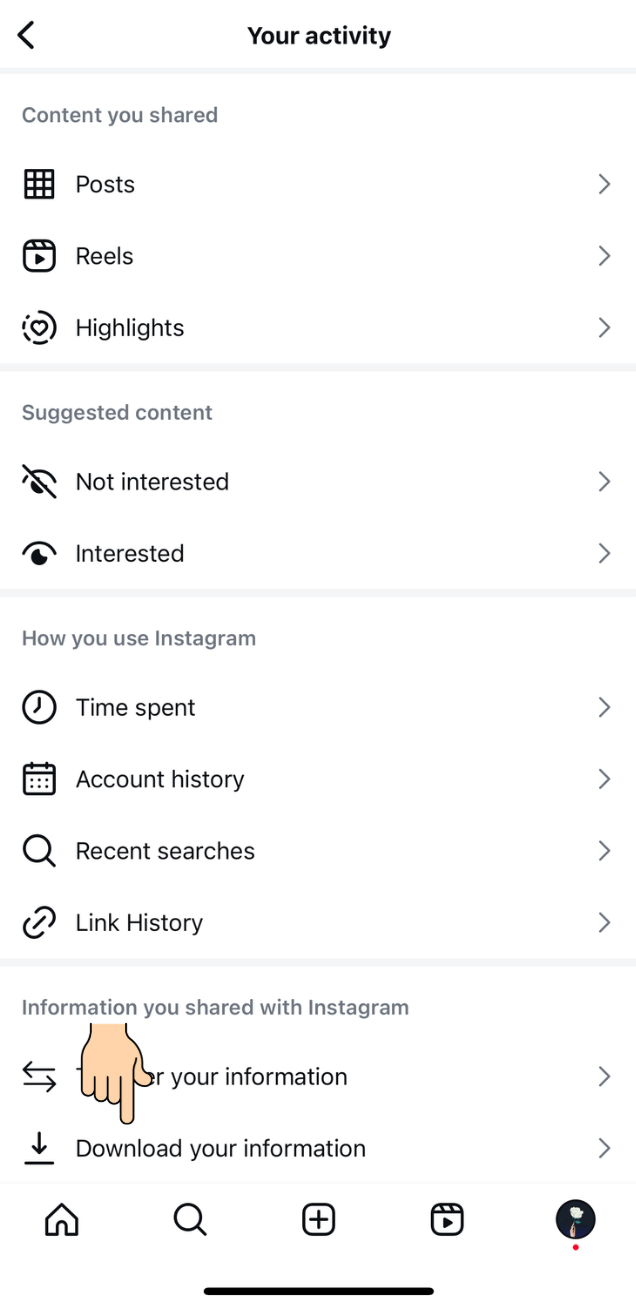 Your activity
Content you shared
Posts
Reels
Highlights
Suggested content
Not interested
Interested
How you use Instagram
Time spent
Account history
Recent searches
Link History
Information you shared with Instagram
your information
Download your information